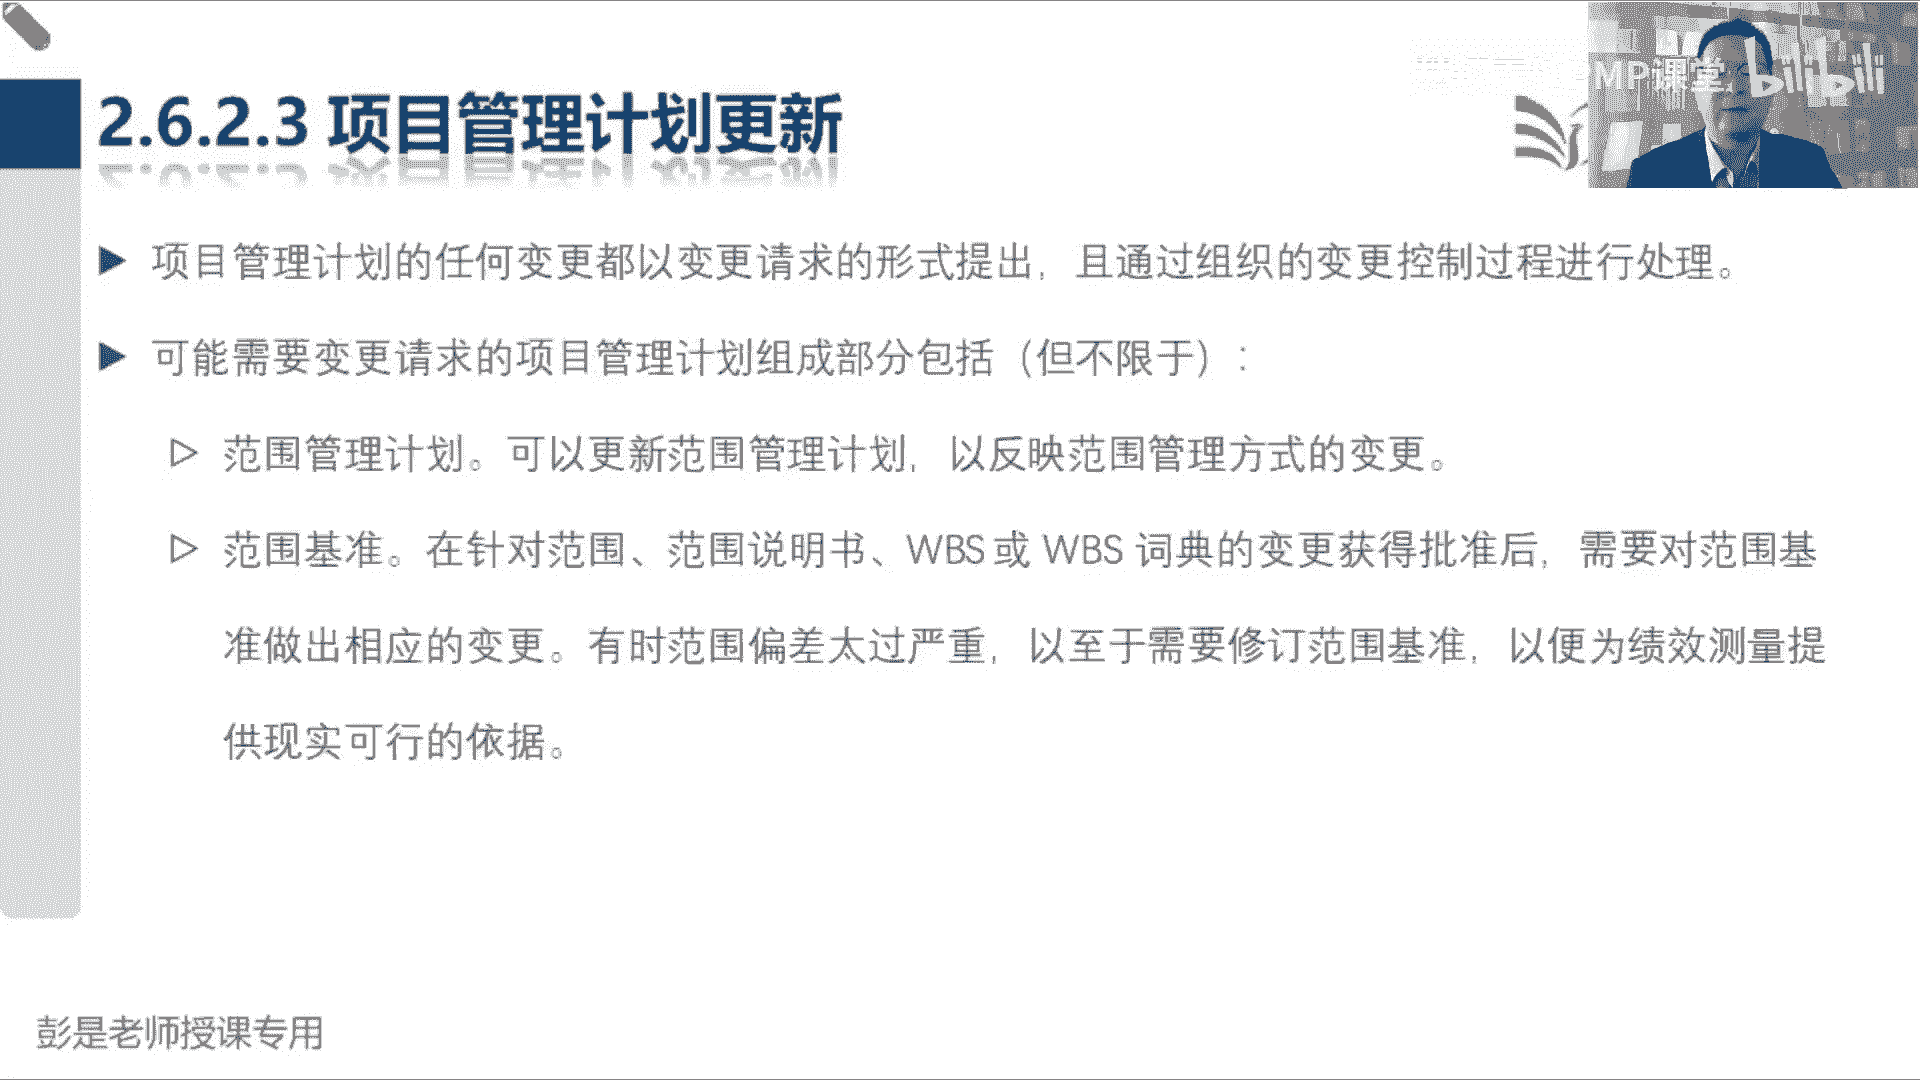 MP课堂 bilibili
2.6.2.3 项目管理计划更新
项目管理计划的任何变更都以变更请求的形式提出，且通过组织的变更控制过程进行处理。
可能需要变更请求的项目管理计划组成部分包括（但不限于）：
范围管理计划。可以更新范围管理计划，以反映范围管理方式的变更。
范围基准。在针对范围、范围说明书、WBS 或 WBS 词典的变更获得批准后，需要对范围基
准做出相应的变更。有时范围偏差太过严重，以至于需要修订范围基准，以便为绩效测量提
供现实可行的依据。
彭是老师授课专用